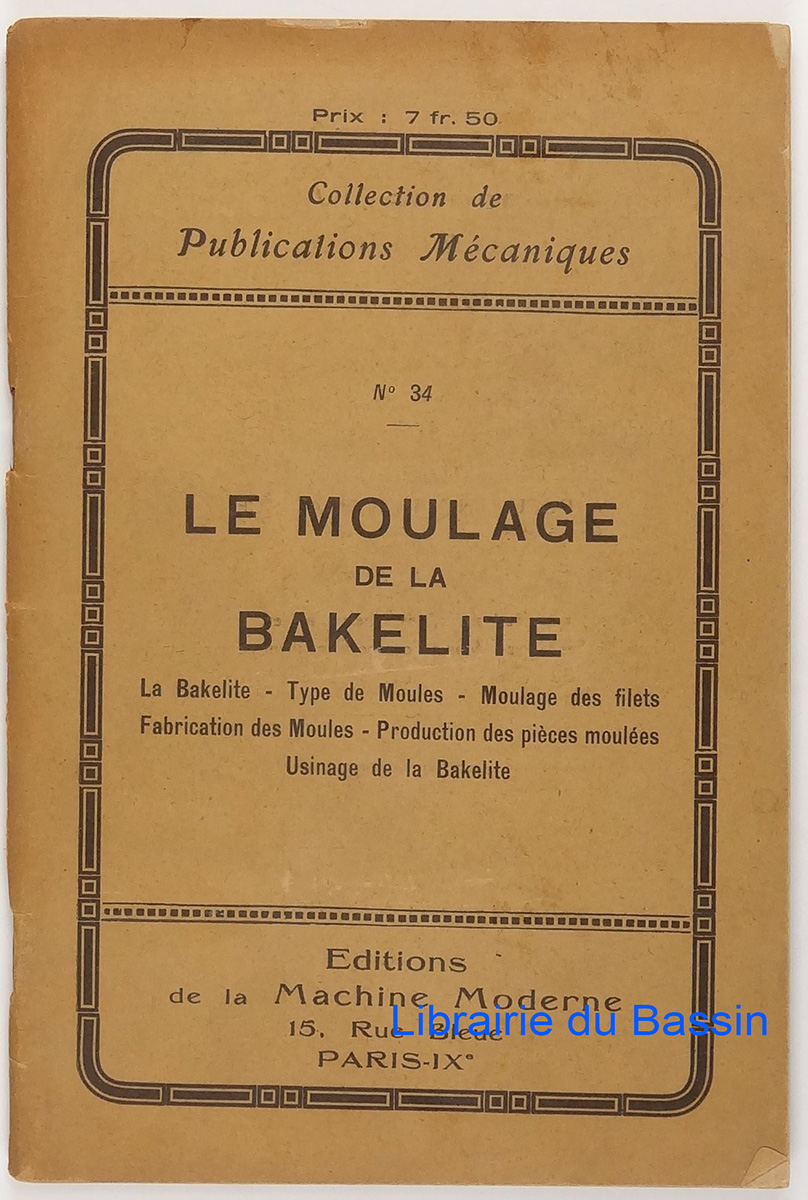 Prix : 7 fr. 50
Collection de
Publications Mécaniques
Nº 34
LE MOULAGE
DE LA
BAKELITE
La Bakelite - Type de Moules - Moulage des filets
Fabrication des Moules - Production des pièces moulées
Usinage de la Bakelite
Editions
de la Machine Moderne
15, Rue Bleue
Librairie du Bassin
PARIS-IXe